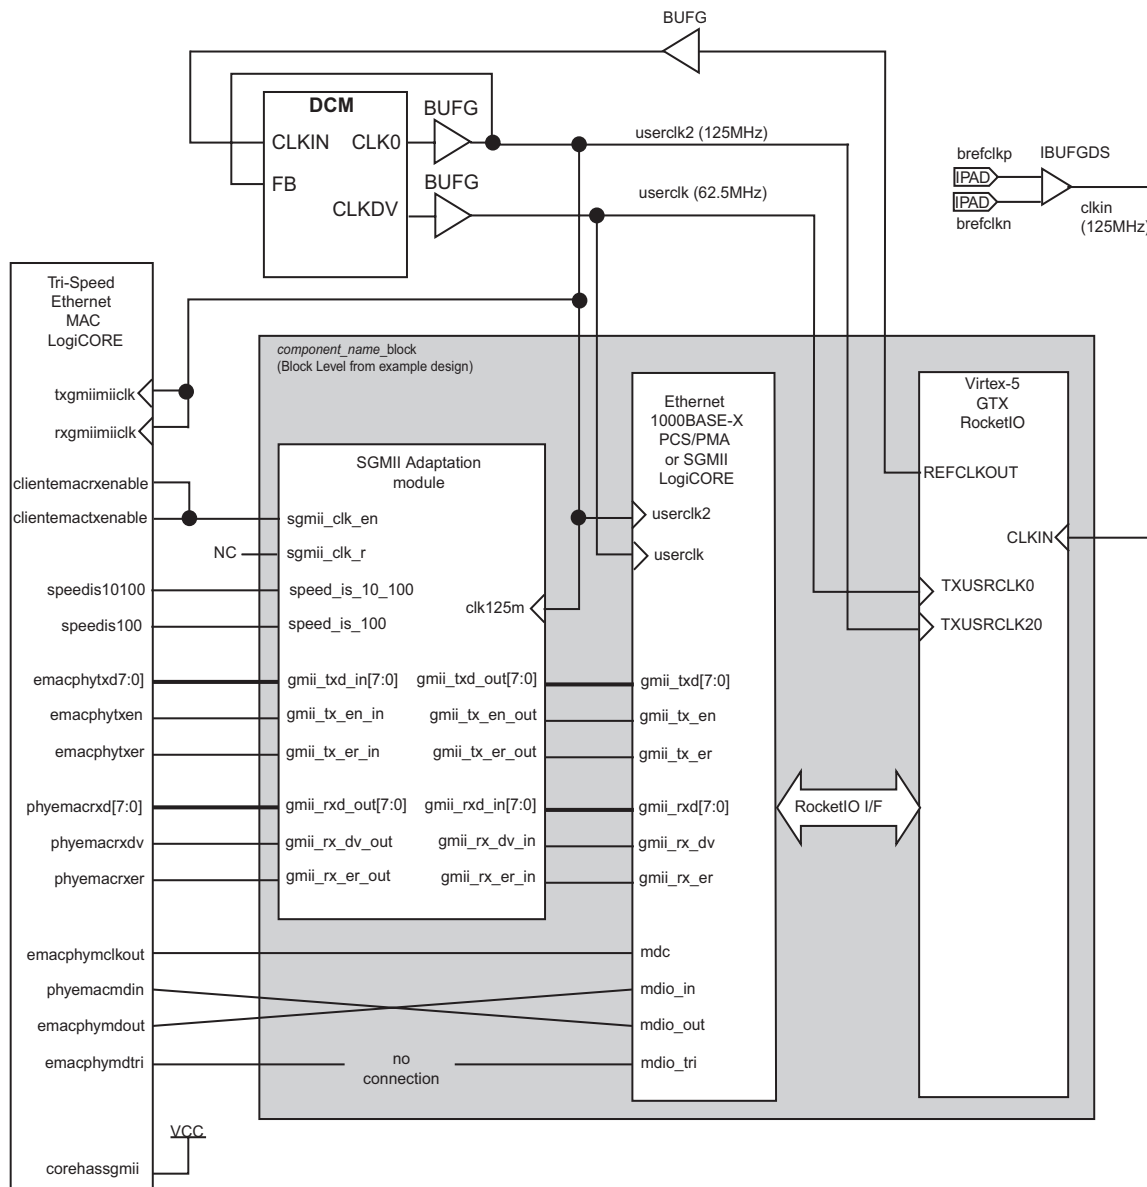 BUFG
DCM
BUFG
CLKIN
CLK0
FB
BUFG
CLKDV
userclk2 (125MHz)
userclk (62.5MHz)
brefclkp
IBUFGDS
IPAD
IPAD
brefclkn
clkin
(125MHz)
Tri-Speed
Ethernet
MAC
LogiCORE
txgmiimiiclk
rxgmiimiiclk
clientemacrxenable
clientemactxenable
speedis10100
speedis100
emacphytxd7:0]
emacphytxen
emacphytxer
phyemacrxd[7:0]
phyemacrxdv
phyemacrxer
emacphymclkout
phyemacmdin
emacphymdout
emacphymdtri
VCC
corehassgmii
component_name_block
(Block Level from example design)
SGMII Adaptation
module
sgmii_clk_en
NC
sgmii_clk_r
speed_is_10_100
clk125m
speed_is_100
gmii_txd_in[7:0]
gmii_txd_out[7:0]
gmii_tx_en_in
gmii_tx_en_out
gmii_tx_er_in
gmii_tx_er_out
gmii_rxd_out[7:0]
gmii_rxd_in[7:0]
gmii_rx_dv_out
gmii_rx_dv_in
gmii_rx_er_out
gmii_rx_er_in
no
connection
Ethernet
1000BASE-X
PCS/PMA
or SGMII
LogiCORE
userclk2
userclk
gmii_txd[7:0]
gmii_tx_en
gmii_tx_er
gmii_rxd[7:0]
gmii_rx_dv
gmii_rx_er
mdc
mdio_in
mdio_out
mdio_tri
RocketIO I/F
Virtex-5
GTX
RocketIO
REFCLKOUT
CLKIN
TXUSRCLK0
TXUSRCLK20